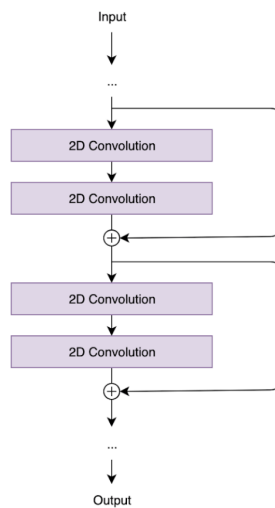 Input
...
2D Convolution
2D Convolution
+
2D Convolution
2D Convolution
+
...
Output